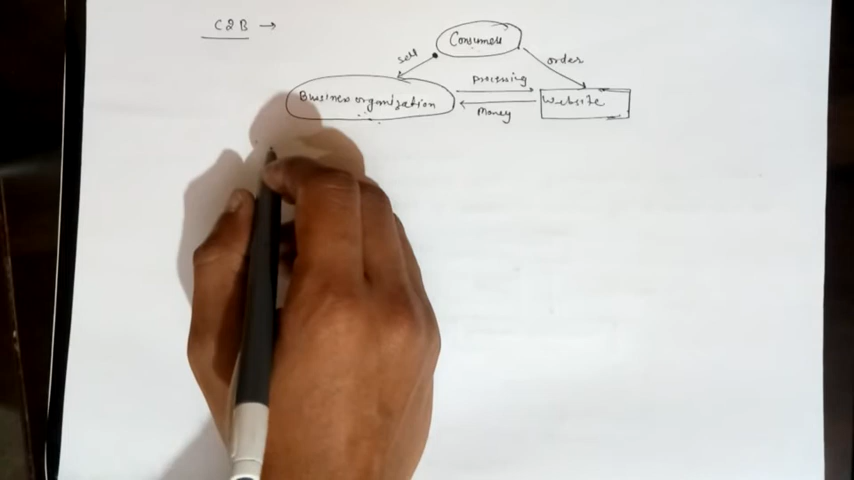 C2B →
Consumer
sell
order
processing
Business organization
Website
Money